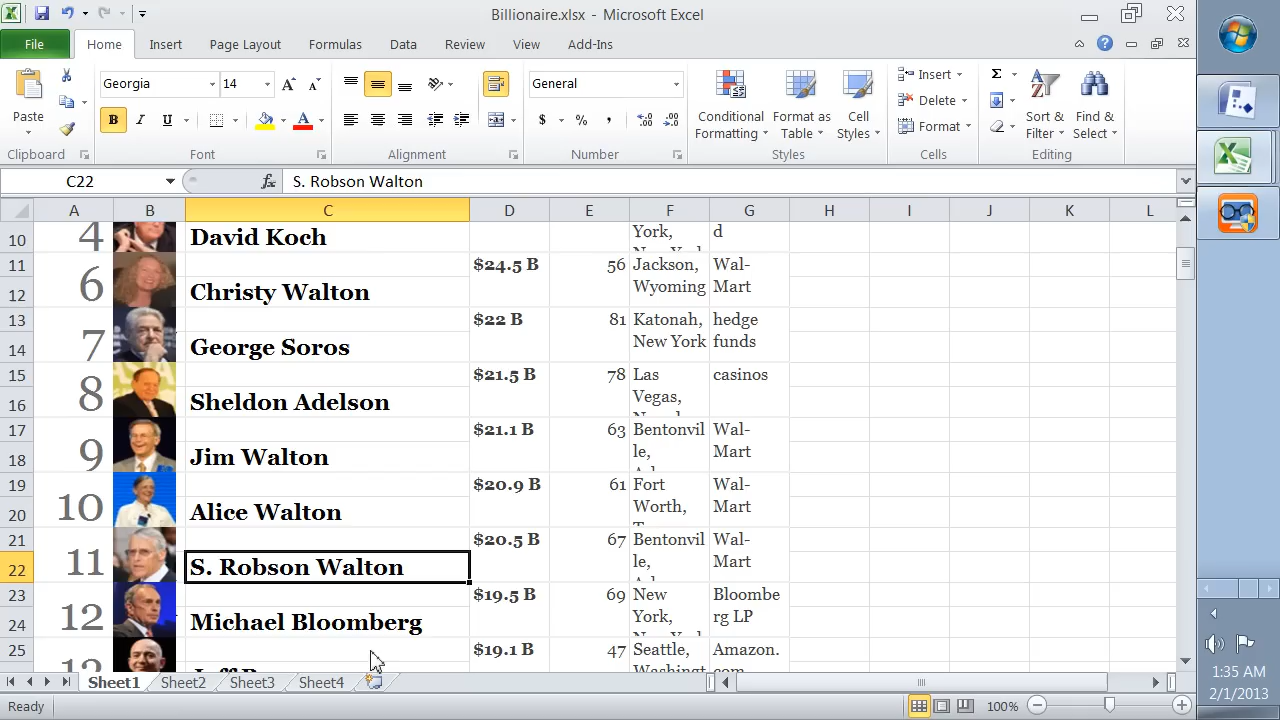 Billionaire.xlsx - Microsoft Excel
File Home Insert Page Layout Formulas Data Review View Add-Ins
Paste
Georgia 14
B I U A
General
$ % ,
Conditional Formatting
Format as Table
Cell Styles
Insert
Delete
Format
Sort & Filter
Find & Select
Clipboard Font Alignment Number Styles Cells Editing
C22 fx S. Robson Walton
A B C D E F G H I J K L
10 4 David Koch York, d
11 $24.5 B 56 Jackson, Wal-
12 6 Christy Walton Wyoming Mart
13 $22 B 81 Katonah, hedge
14 7 George Soros New York funds
15 $21.5 B 78 Las casinos
16 8 Sheldon Adelson Vegas,
17 $21.1 B 63 Bentonvil Wal-
18 9 Jim Walton le, Mart
19 $20.9 B 61 Fort Wal-
20 10 Alice Walton Worth, Mart
21 $20.5 B 67 Bentonvil Wal-
22 11 S. Robson Walton le, Mart
23 $19.5 B 69 New Bloombe
24 12 Michael Bloomberg York, rg LP
25 $19.1 B 47 Seattle, Amazon.
Sheet1 Sheet2 Sheet3 Sheet4
Ready 100%
1:35 AM
2/1/2013